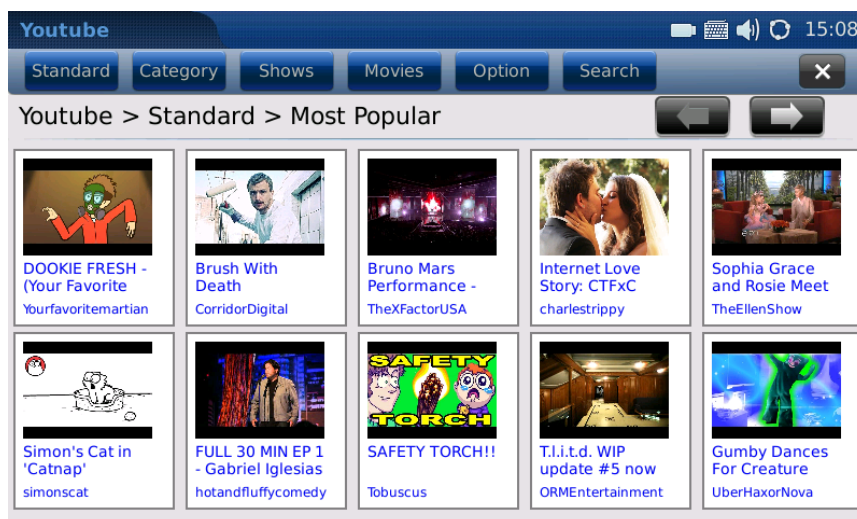 Youtube
15:08
Standard
Category
Shows
Movies
Option
Search
Youtube > Standard > Most Popular
DOOKIE FRESH -
(Your Favorite
Yourfavoritemartian
Brush With
Death
CorridorDigital
Bruno Mars
Performance -
TheXFactorUSA
Internet Love
Story: CTFxC
charlestrippy
Sophia Grace
and Rosie Meet
TheEllenShow
Simon's Cat in
'Catnap'
simonscat
FULL 30 MIN EP 1
- Gabriel Iglesias
hotandfluffycomedy
SAFETY
TORCH
SAFETY TORCH!!
Tobuscus
T.l.i.t.d. WIP
update #5 now
ORMEntertainment
Gumby Dances
For Creature
UberHaxorNova